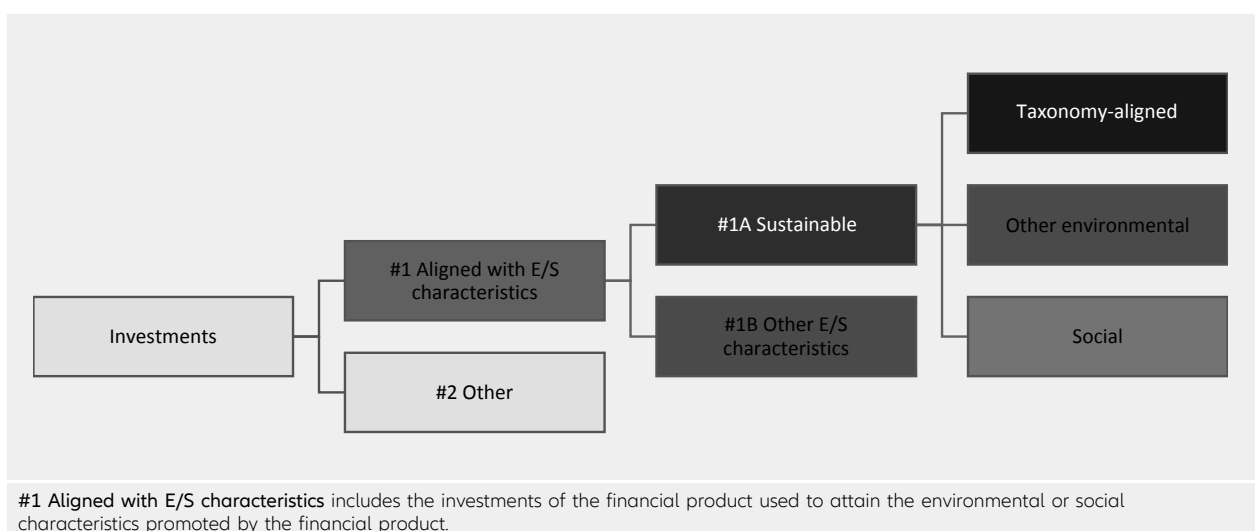 Taxonomy-aligned
#1A Sustainable
Other environmental
#1 Aligned with E/S
characteristics
#1B Other E/S
characteristics
Investments
Social
#2 Other
#1 Aligned with E/S characteristics includes the investments of the financial product used to attain the environmental or social
characteristics promoted by the financial product.